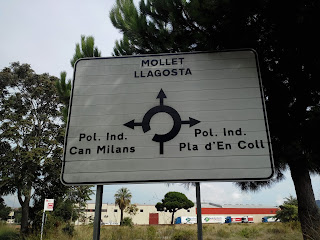 MOLLET
LLAGOSTA
Pol. Ind.
Can Milans
Pol. Ind.
Pla d'En Coll